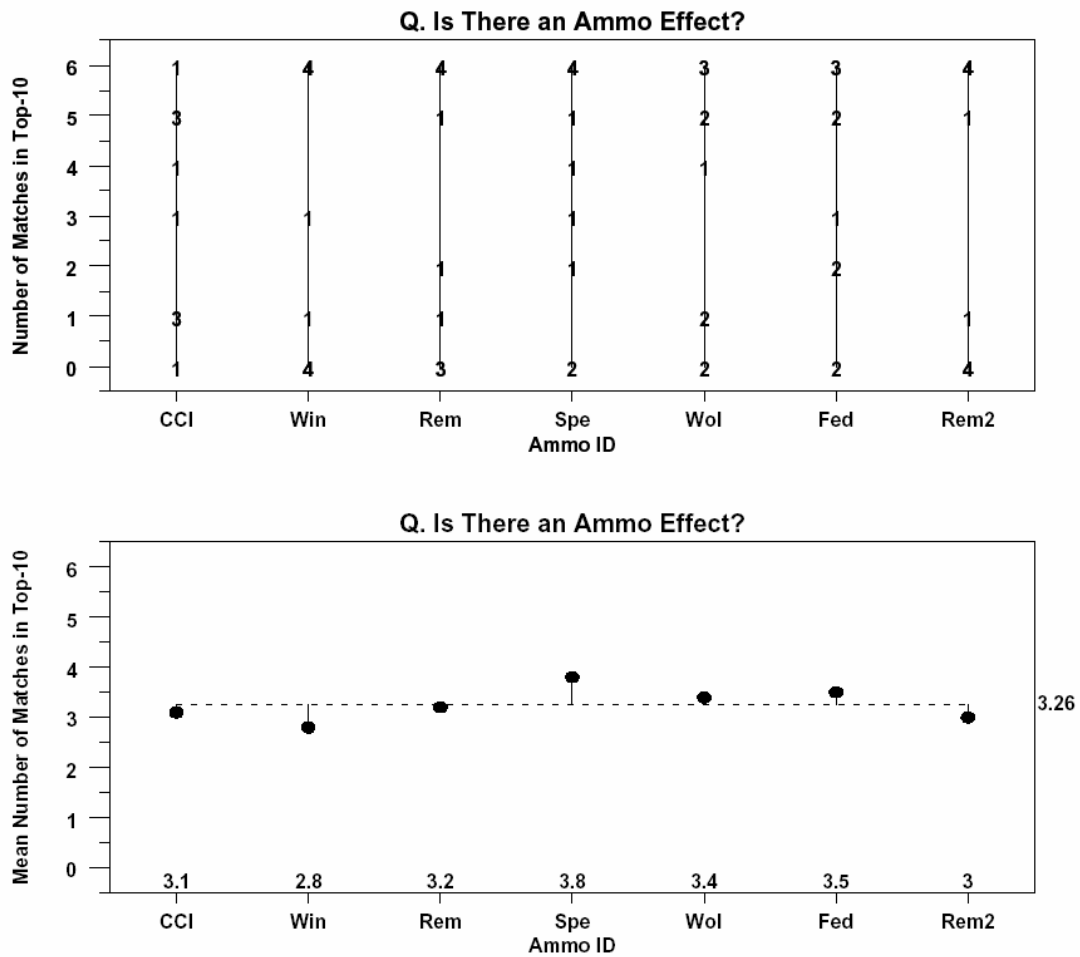 Q. Is There an Ammo Effect?
Number of Matches in Top-10
6 1 4 4 4 3 3 4
5 3 1 1 2 2 1
4 1 1 1
3 1 1 1 1
2 1 1 2
1 3 1 1 2 1
0 1 4 3 2 2 2 4
CCI Win Rem Spe Wol Fed Rem2
Ammo ID
Q. Is There an Ammo Effect?
Mean Number of Matches in Top-10
6
5
4
3 3.26
2
1
0
3.1 2.8 3.2 3.8 3.4 3.5 3
CCI Win Rem Spe Wol Fed Rem2
Ammo ID